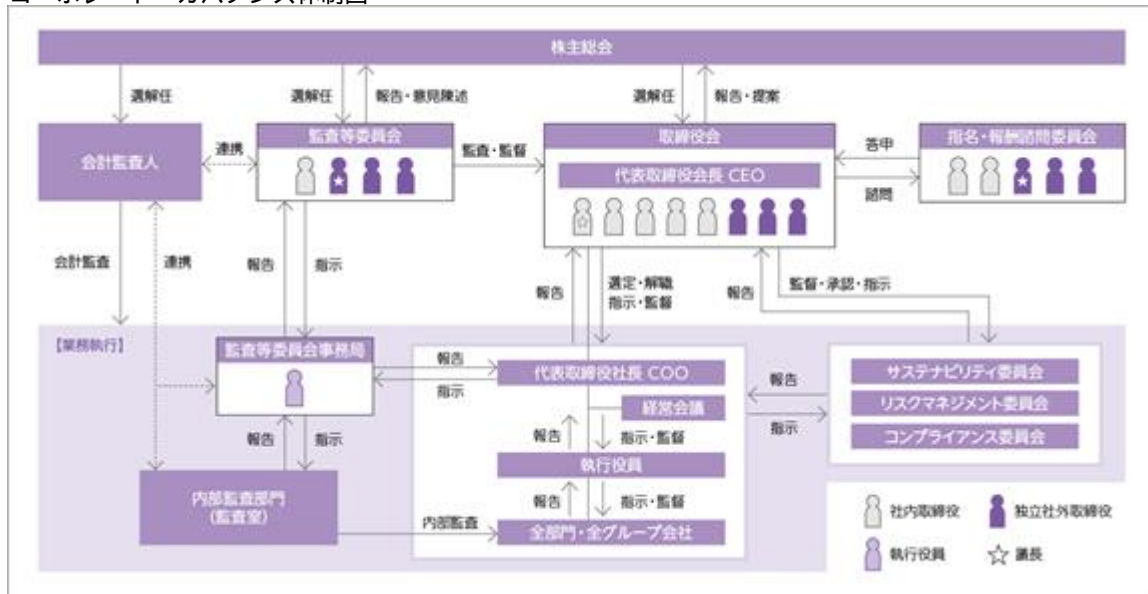 株主総会
選解任
選解任
報告・意見陳述
選解任
報告・提案
会計監査人
連携
監査等委員会
監査・監督
取締役会
代表取締役会長 CEO
答申
諮問
指名・報酬諮問委員会
会計監査
連携
報告
指示
報告
選定・解職
指示・監督
報告
監督・承認・指示
【業務執行】
監査等委員会事務局
報告
指示
代表取締役社長 COO
経営会議
報告
指示・監督
執行役員
報告
指示・監督
全部門・全グループ会社
報告
指示
サステナビリティ委員会
リスクマネジメント委員会
コンプライアンス委員会
報告
指示
内部監査部門
(監査室)
内部監査
社内取締役
独立社外取締役
執行役員
議長